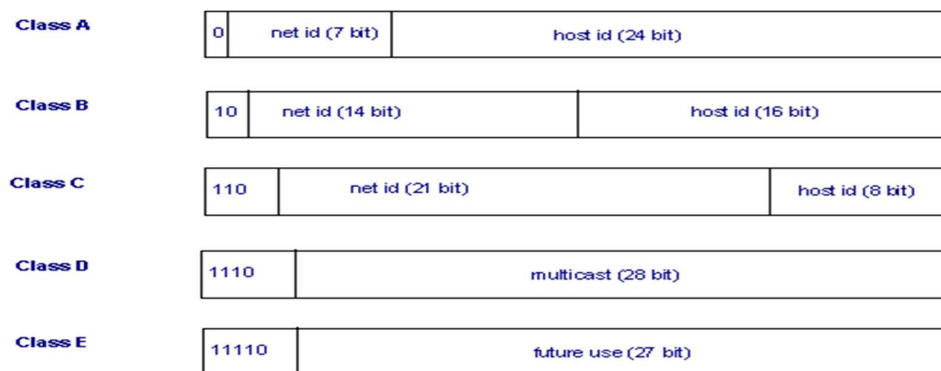 Class A 0 net id (7 bit) host id (24 bit)
Class B 10 net id (14 bit) host id (16 bit)
Class C 110 net id (21 bit) host id (8 bit)
Class D 1110 multicast (28 bit)
Class E 11110 future use (27 bit)